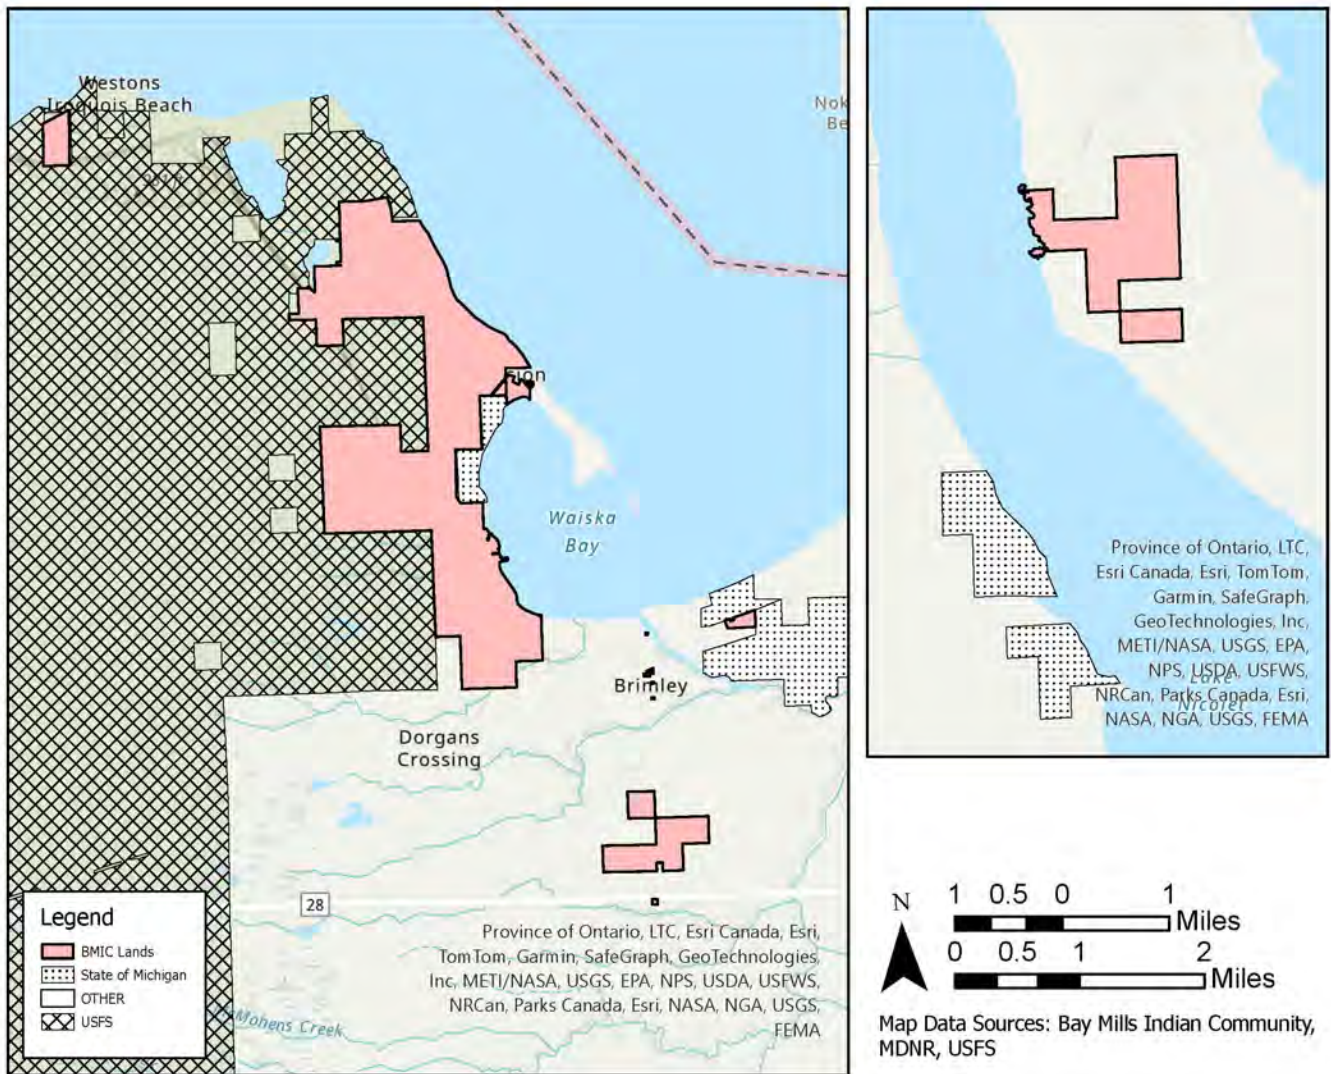 Westons
Iroquois Beach
984 ft
Nok
Be
sion
Waiska
Bay
Brimley
Dorgans
Crossing
28
Legend
BMIC Lands
State of Michigan
OTHER
USFS
Province of Ontario, LTC, Esri Canada, Esri,
TomTom, Garmin, SafeGraph, GeoTechnologies,
Inc, METI/NASA, USGS, EPA, NPS, USDA, USFWS,
NRCan, Parks Canada, Esri, NASA, NGA, USGS,
FEMA
Mohens Creek
Province of Ontario, LTC,
Esri Canada, Esri, TomTom,
Garmin, SafeGraph,
GeoTechnologies, Inc,
METI/NASA, USGS, EPA,
NPS, USDA, USFWS,
NRCan, Parks Canada, Esri,
NASA, NGA, USGS, FEMA
Lake
Nicolet
N
1 0.5 0 1
Miles
0 0.5 1 2
Miles
Map Data Sources: Bay Mills Indian Community,
MDNR, USFS